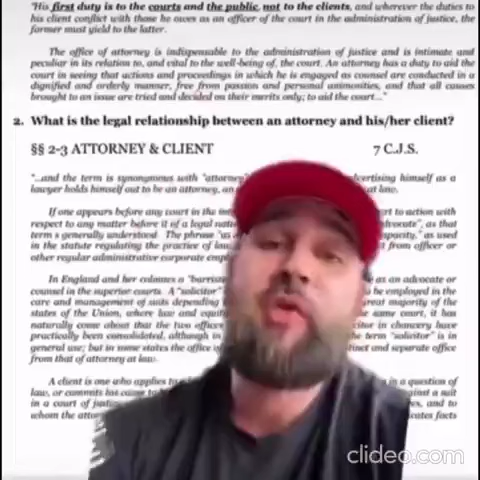 "His first duty is to the courts and the public, not to the clients, and wherever the duties to
his client conflict with those he owes as an officer of the court in the administration of justice, the
former must yield to the latter.
The office of attorney is indispensable to the administration of justice and is intimate and
peculiar in its relation to, and vital to the well-being of, the court. An attorney has a duty to aid the
court in seeing that actions and proceedings in which he is engaged as counsel are conducted in a
dignified and orderly manner, free from passion and personal animosities, and that all causes
brought to an issue are tried and decided on their merits only; to aid the court..."
2. What is the legal relationship between an attorney and his/her client?
§§ 2-3 ATTORNEY & CLIENT 7 C.J.S.
"...and the term is synonymous with "attorney" himself as a
lawyer holds himself out to be an attorney, an at law.
If one appears before any court in the to action with
respect to any matter before it of a legal as that
term is generally understood. The phrase "as as used
in the statute regulating the practice of from officer or
other regular administrative corporate
In England and her colonies a as an advocate or
counsel in the superior courts. A "solicitor" be employed in the
care and management of suits depending great majority of the
states of the Union, where law and same court, it has
naturally come about that the two in chancery have
practically been consolidated, although in term "solicitor" is in
general use; but in some states the office of and separate office
from that of attorney at law.
A client is one who applies to in a question of
law, or commits his cause to a suit
in a court of and to
whom the facts
clideo.com